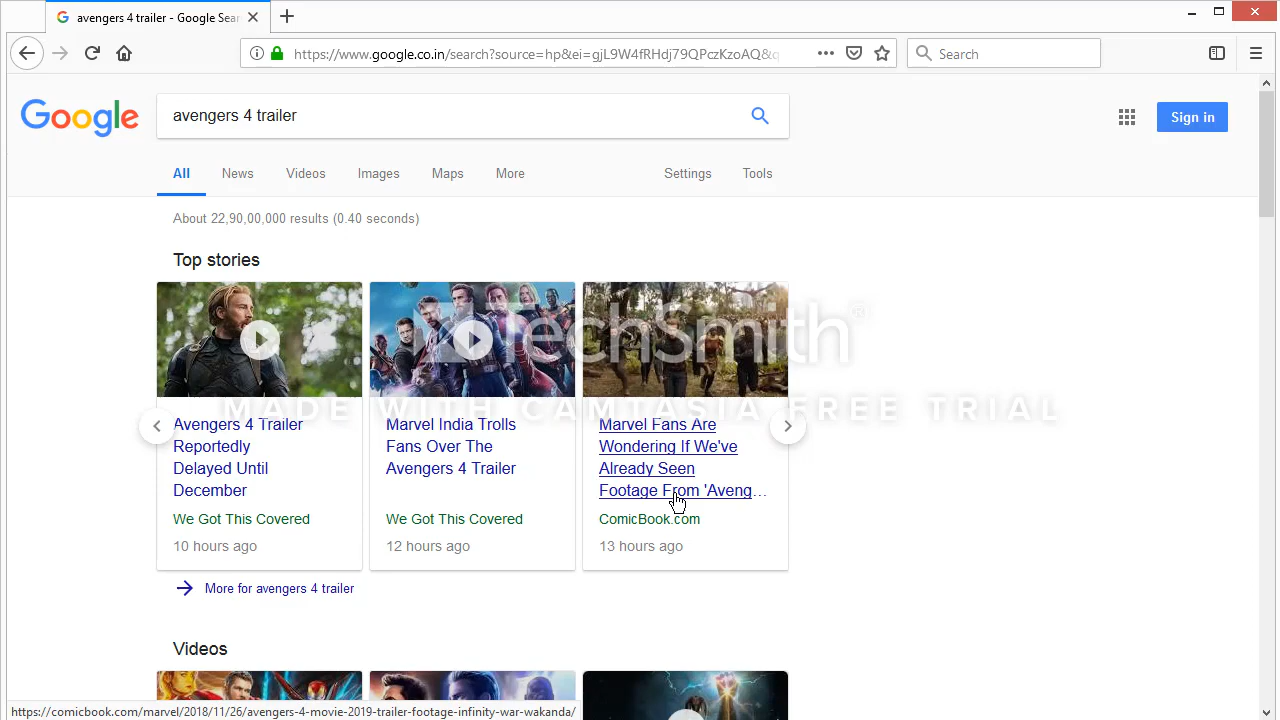 avengers 4 trailer - Google Sear
https://www.google.co.in/search?source=hp&ei=gjL9W4fRHdj79QPczKzoAQ&q
Search
Google
avengers 4 trailer
Sign in
All News Videos Images Maps More Settings Tools
About 22,90,00,000 results (0.40 seconds)
Top stories
TechSmith®
MADE WITH CAMTASIA FREE TRIAL
Avengers 4 Trailer
Reportedly
Delayed Until
December
We Got This Covered
10 hours ago
Marvel India Trolls
Fans Over The
Avengers 4 Trailer
We Got This Covered
12 hours ago
Marvel Fans Are
Wondering If We've
Already Seen
Footage From 'Aveng...
ComicBook.com
13 hours ago
More for avengers 4 trailer
Videos
https://comicbook.com/marvel/2018/11/26/avengers-4-movie-2019-trailer-footage-infinity-war-wakanda/